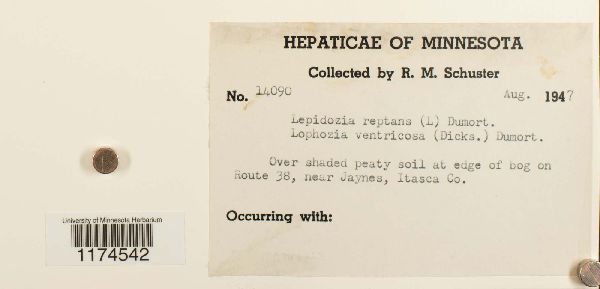 HEPATICAE OF MINNESOTA
Collected by R. M. Schuster
No. 14090 Aug. 1947
Lepidozia reptans (L) Dumort.
Lophozia ventricosa (Dicks.) Dumort.
Over shaded peaty soil at edge of bog on
Route 38, near Jaynes, Itasca Co.
Occurring with:
University of Minnesota Herbarium
1174542